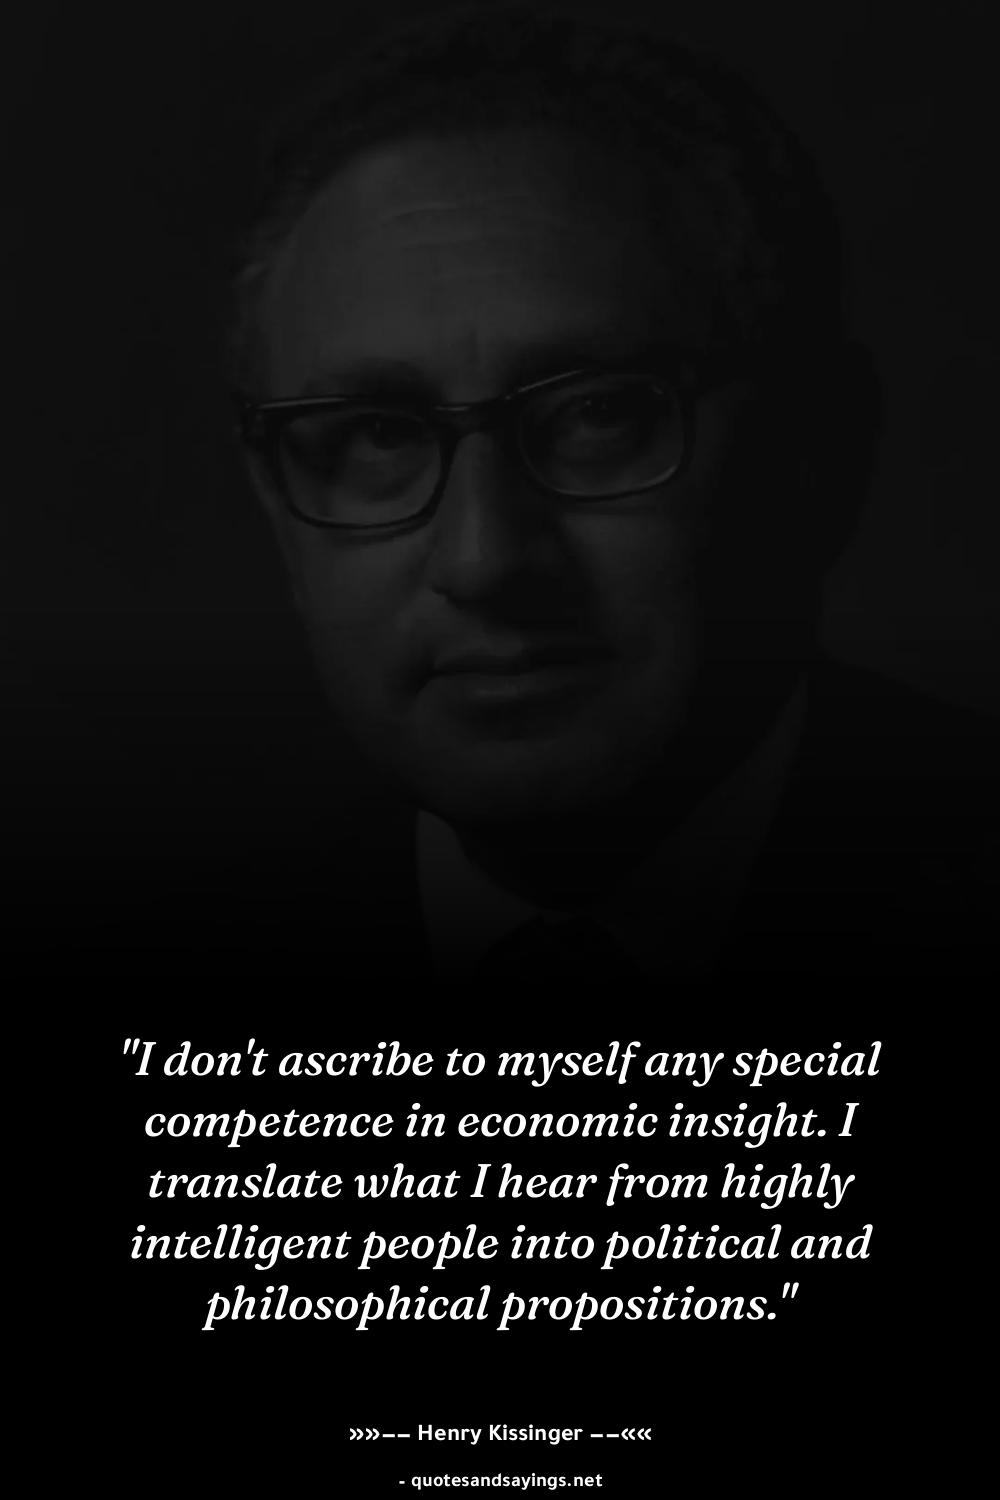 "I don't ascribe to myself any special
competence in economic insight. I
translate what I hear from highly
intelligent people into political and
philosophical propositions."
»»-- Henry Kissinger --««
- quotesandsayings.net